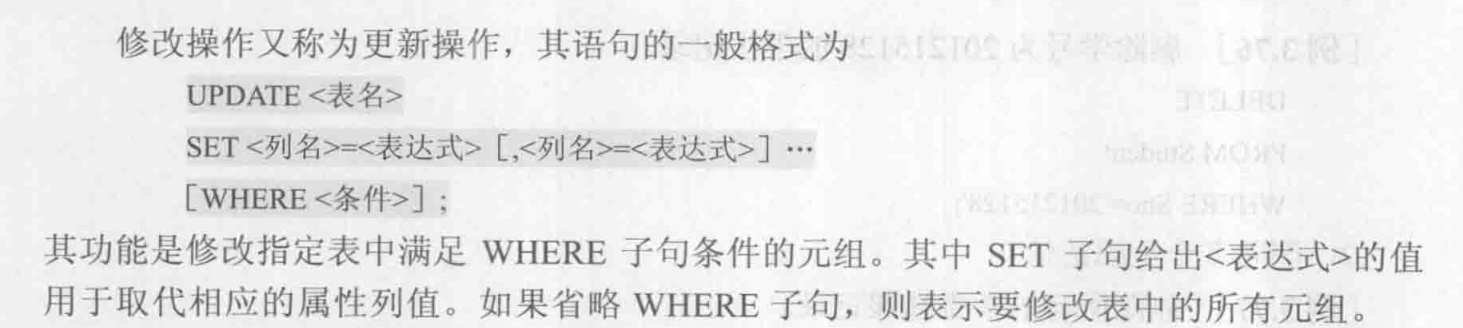 修改操作又称为更新操作，其语句的一般格式为
UPDATE <表名>
SET <列名>=<表达式>［,<列名>=<表达式>］…
［WHERE <条件>］;
其功能是修改指定表中满足 WHERE 子句条件的元组。其中 SET 子句给出<表达式>的值
用于取代相应的属性列值。如果省略 WHERE 子句，则表示要修改表中的所有元组。